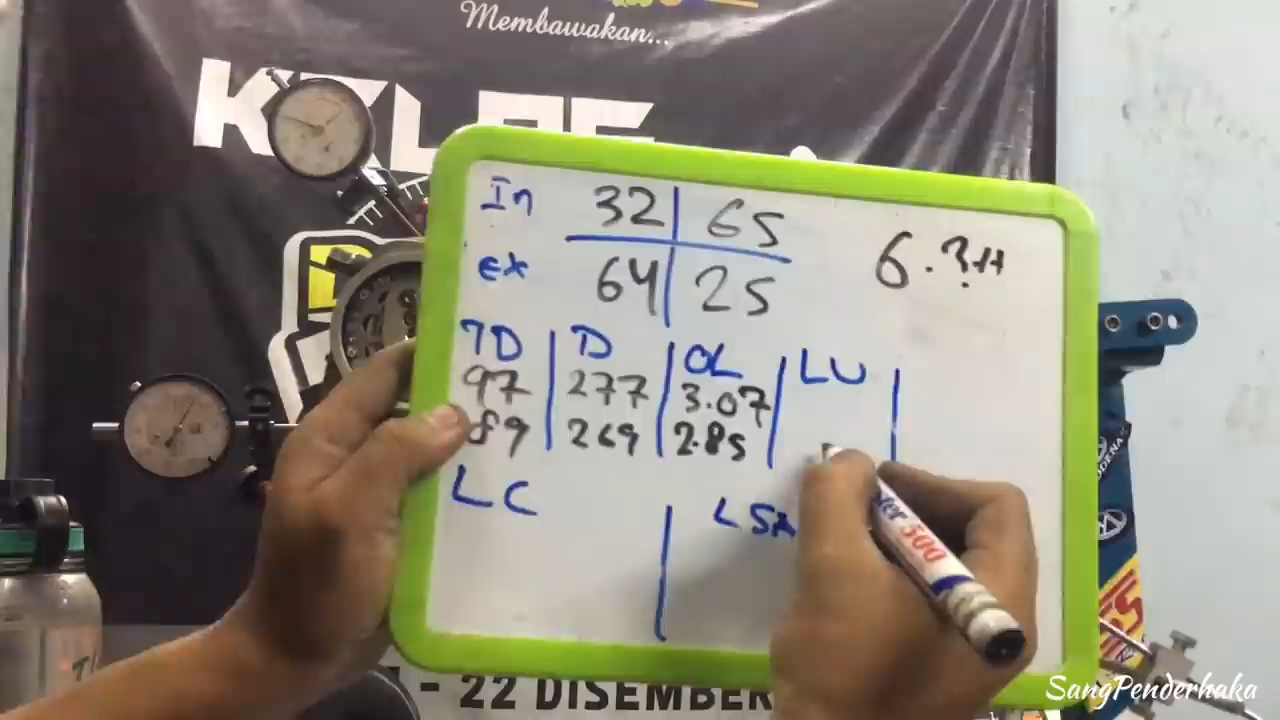 Membawakan...
In 32 65
ex 64 25
6.?++
TD D OL LU
97 277 3.07
89 269 2.85
LC LSA
- 22 DISEMBER
500
SangPenderhaka